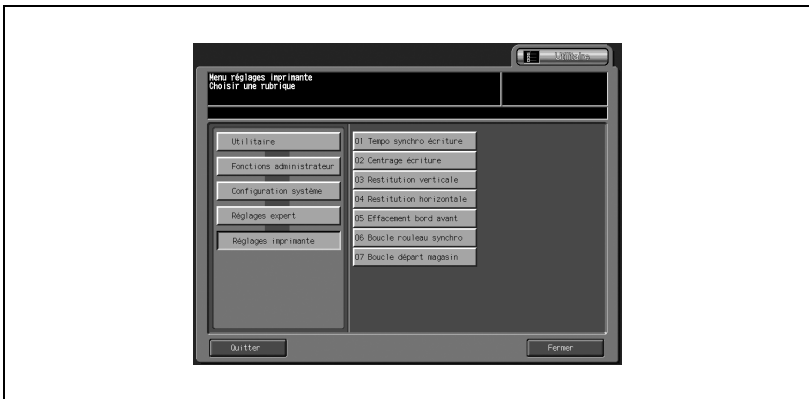 Utilitaire
Menu réglages imprimante
Choisir une rubrique
Utilitaire
Fonctions administrateur
Configuration système
Réglages expert
Réglages imprimante
01 Tempo synchro écriture
02 Centrage écriture
03 Restitution verticale
04 Restitution horizontale
05 Effacement bord avant
06 Boucle rouleau synchro
07 Boucle départ magasin
Quitter
Fermer